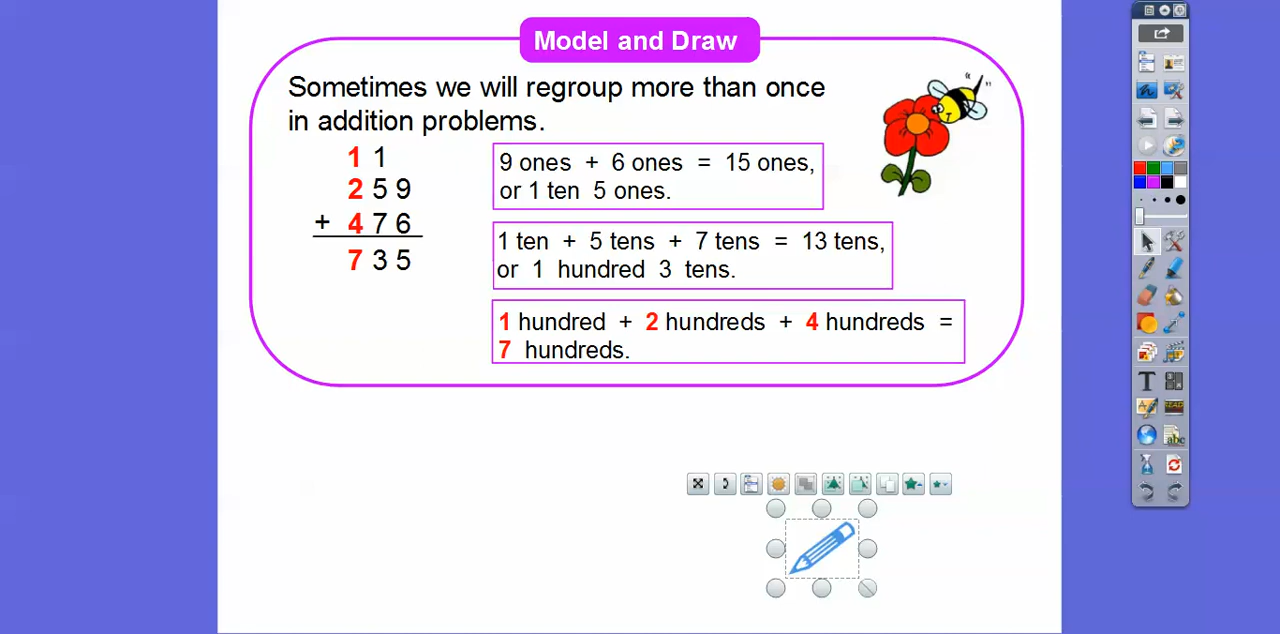 Model and Draw
Sometimes we will regroup more than once
in addition problems.
1 1
2 5 9
+ 4 7 6
7 3 5
9 ones + 6 ones = 15 ones,
or 1 ten 5 ones.
1 ten + 5 tens + 7 tens = 13 tens,
or 1 hundred 3 tens.
1 hundred + 2 hundreds + 4 hundreds =
7 hundreds.